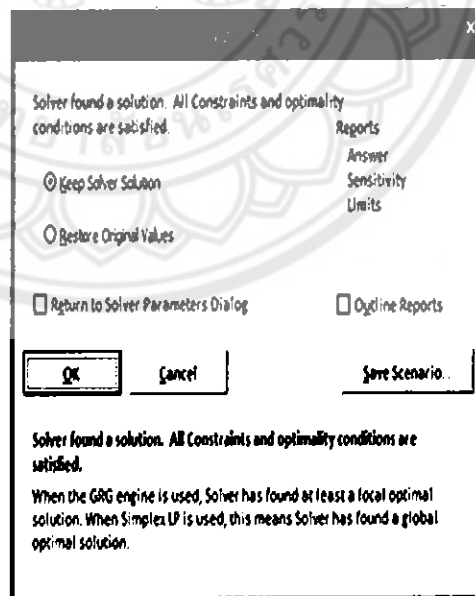 X
Solver found a solution. All Constraints and optimality
conditions are satisfied.
Reports
Answer
Sensitivity
Limits
Keep Solver Solution
Restore Original Values
Return to Solver Parameters Dialog
Outline Reports
OK
Cancel
Save Scenario..
Solver found a solution. All Constraints and optimality conditions are
satisfied.
When the GRG engine is used, Solver has found at least a local optimal
solution. When Simplex LP is used, this means Solver has found a global
optimal solution.